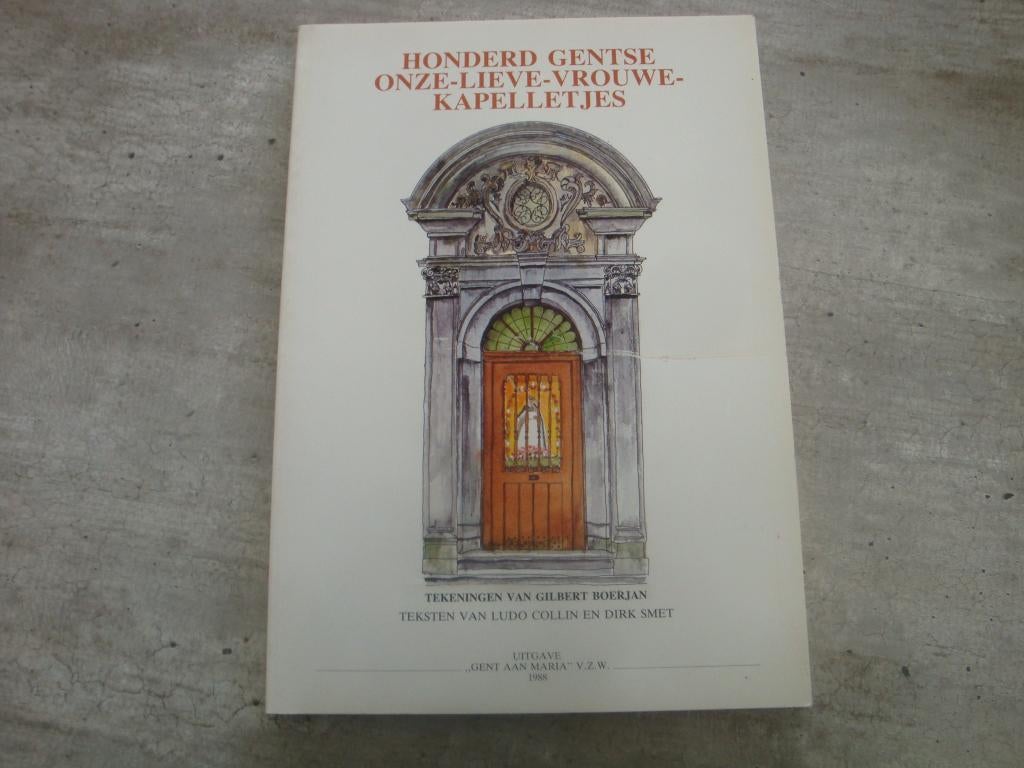 HONDERD GENTSE
ONZE-LIEVE-VROUWE-
KAPELLETJES
TEKENINGEN VAN GILBERT BOERJAN
TEKSTEN VAN LUDO COLLIN EN DIRK SMET
UITGAVE
„GENT AAN MARIA" V.Z.W.
1988